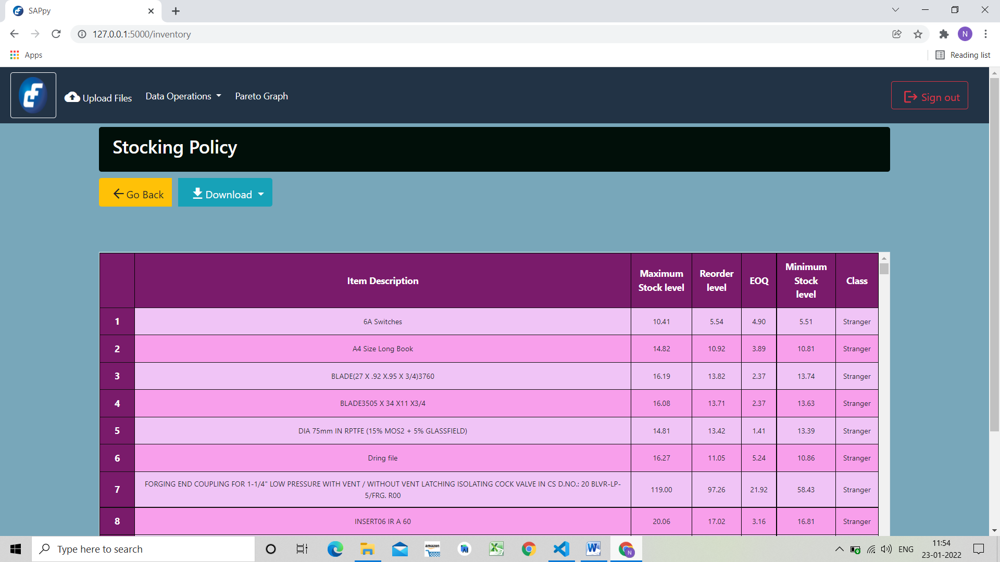 SAPpy
127.0.0.1:5000/inventory
N
Apps
Reading list
Upload Files
Data Operations
Pareto Graph
Sign out
Stocking Policy
Go Back
Download
Item Description
Maximum
Stock level
Reorder
level
EOQ
Minimum
Stock
level
Class
1 6A Switches 10.41 5.54 4.90 5.51 Stranger
2 A4 Size Long Book 14.82 10.92 3.89 10.81 Stranger
3 BLADE(27 X .92 X.95 X 3/4)3760 16.19 13.82 2.37 13.74 Stranger
4 BLADE3505 X 34 X11 X3/4 16.08 13.71 2.37 13.63 Stranger
5 DIA 75mm IN RPTFE (15% MOS2 + 5% GLASSFIELD) 14.81 13.42 1.41 13.39 Stranger
6 Dring file 16.27 11.05 5.24 10.86 Stranger
7 FORGING END COUPLING FOR 1-1/4" LOW PRESSURE WITH VENT / WITHOUT VENT LATCHING ISOLATING COCK VALVE IN CS D.NO.: 20 BLVR-LP-
5/FRG. R00 119.00 97.26 21.92 58.43 Stranger
8 INSERT06 IR A 60 20.06 17.02 3.16 16.81 Stranger
Type here to search
amazon
N
ENG
11:54
23-01-2022